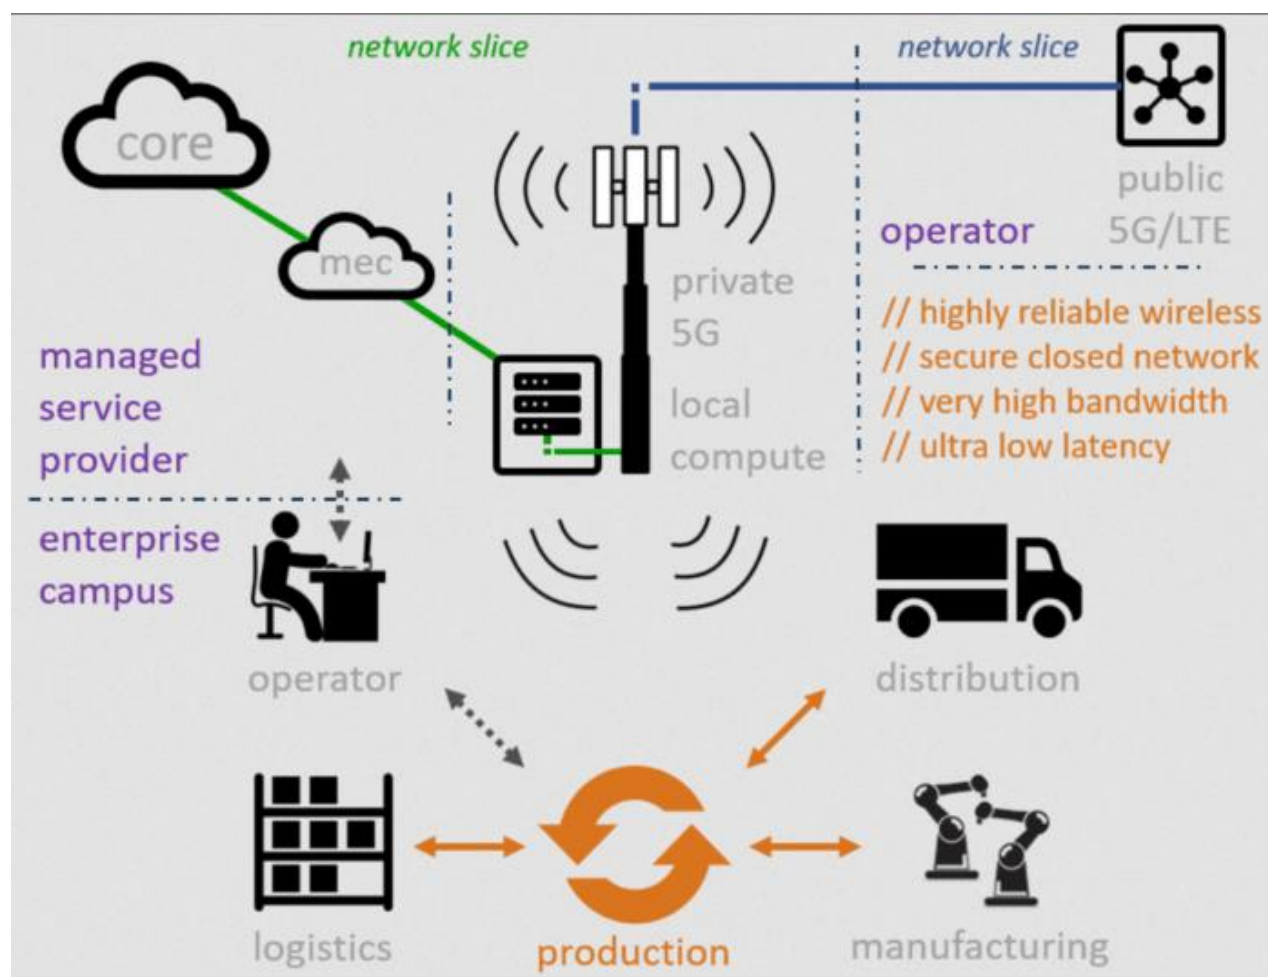 network slice
network slice
core
mec
public
5G/LTE
operator
private
5G
local
compute
// highly reliable wireless
// secure closed network
// very high bandwidth
// ultra low latency
managed
service
provider
enterprise
campus
operator
distribution
logistics
production
manufacturing